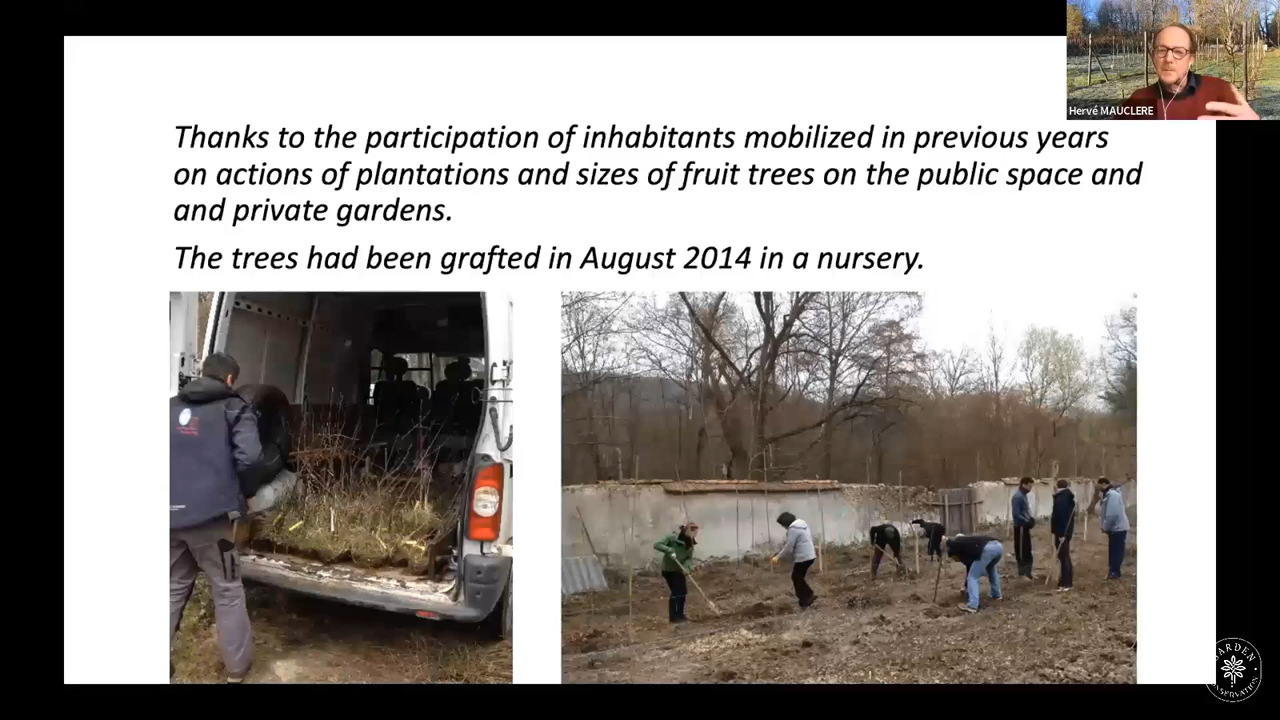 Hervé MAUCLERE
Thanks to the participation of inhabitants mobilized in previous years
on actions of plantations and sizes of fruit trees on the public space and
and private gardens.
The trees had been grafted in August 2014 in a nursery.